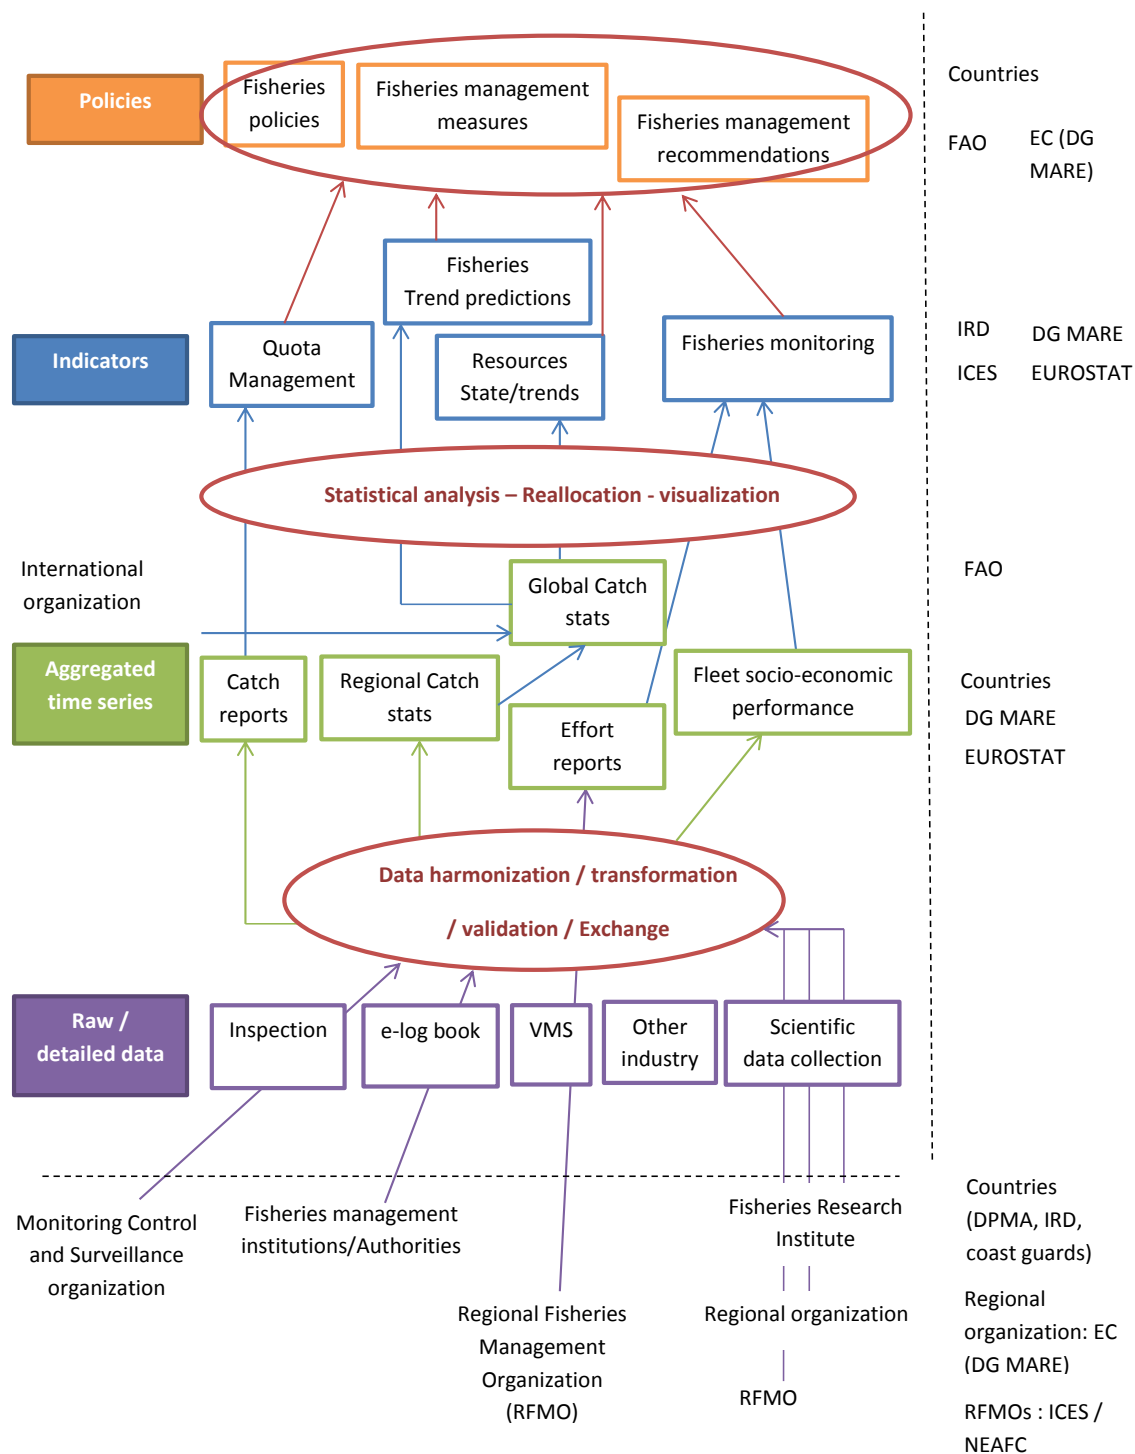 Policies
Fisheries
policies
Fisheries management
measures
Fisheries management
recommendations
Countries
FAO
EC (DG
MARE)
Fisheries
Trend predictions
Indicators
Quota
Management
Resources
State/trends
Fisheries monitoring
IRD
DG MARE
ICES
EUROSTAT
Statistical analysis – Reallocation - visualization
International
organization
Global Catch
stats
FAO
Aggregated
time series
Catch
reports
Regional Catch
stats
Effort
reports
Fleet socio-economic
performance
Countries
DG MARE
EUROSTAT
Data harmonization / transformation
/ validation / Exchange
Raw /
detailed data
Inspection
e-log book
VMS
Other
industry
Scientific
data collection
Monitoring Control
and Surveillance
organization
Fisheries management
institutions/Authorities
Regional Fisheries
Management
Organization
(RFMO)
Fisheries Research
Institute
Regional organization
RFMO
Countries
(DPMA, IRD,
coast guards)
Regional
organization: EC
(DG MARE)
RFMOs : ICES /
NEAFC